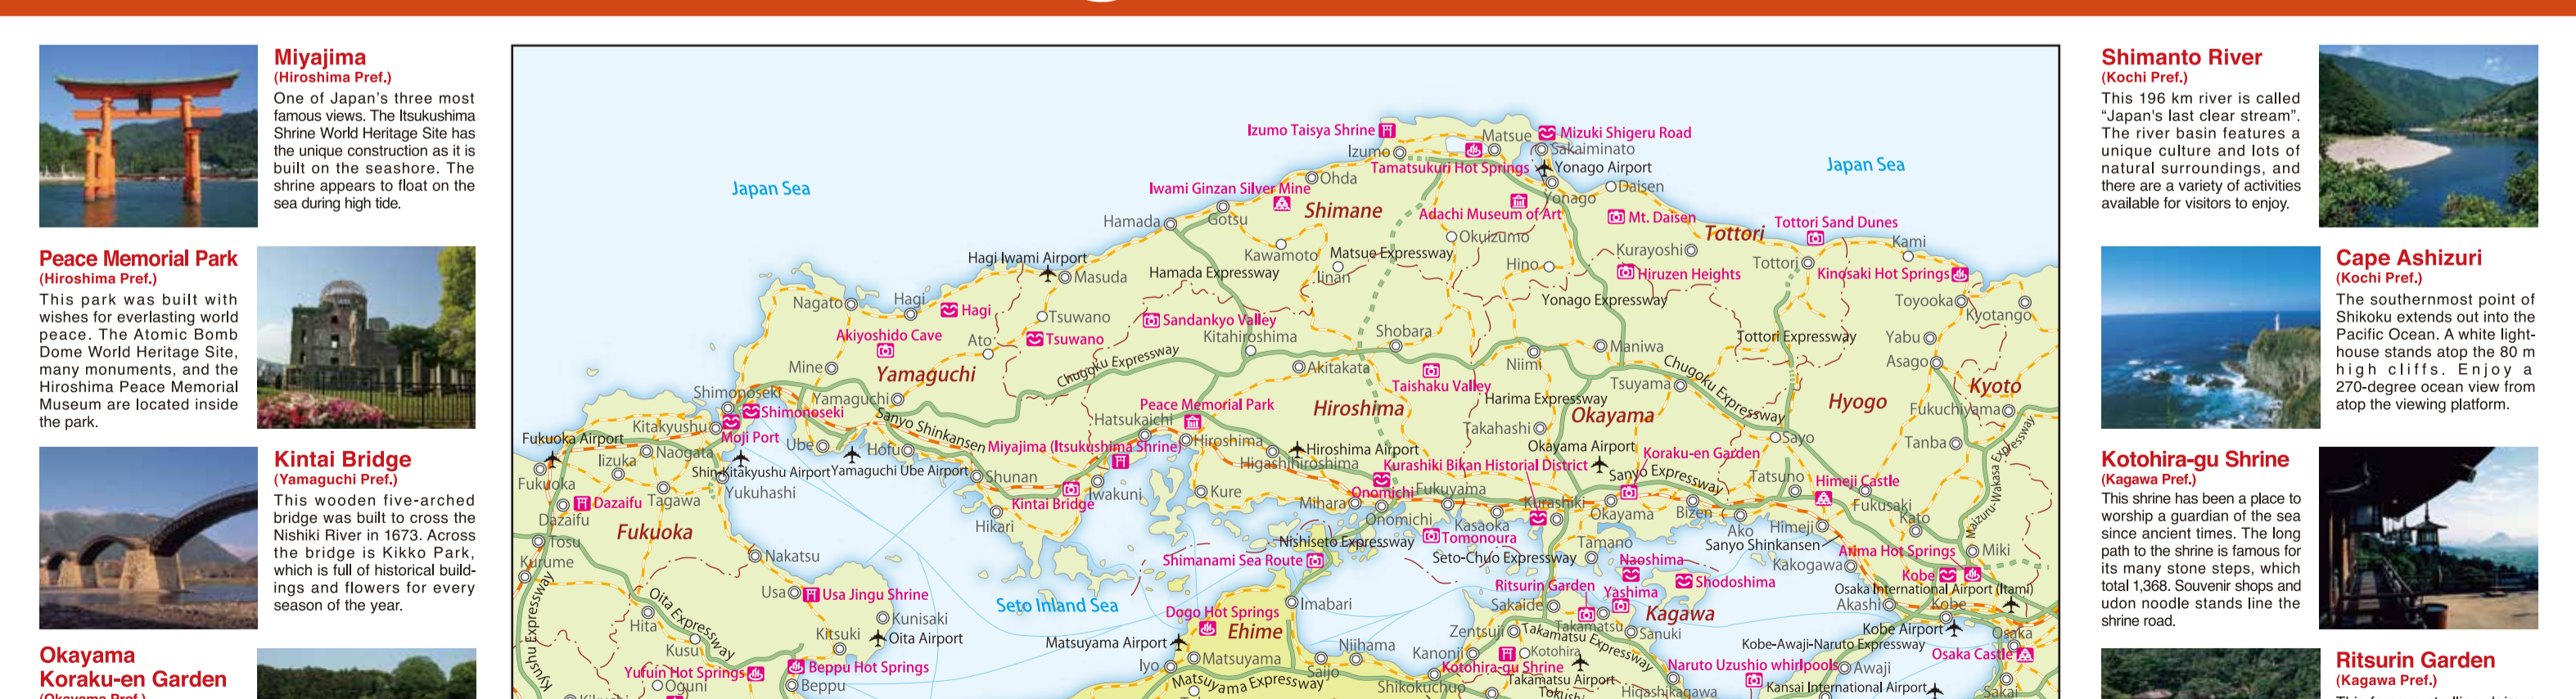 Miyajima
(Hiroshima Pref.)
One of Japan's three most
famous views. The Itsukushima
Shrine World Heritage Site has
the unique construction as it is
built on the seashore. The
shrine appears to float on the
sea during high tide.
Peace Memorial Park
(Hiroshima Pref.)
This park was built with
wishes for everlasting world
peace. The Atomic Bomb
Dome World Heritage Site,
many monuments, and the
Hiroshima Peace Memorial
Museum are located inside
the park.
Kintai Bridge
(Yamaguchi Pref.)
This wooden five-arched
bridge was built to cross the
Nishiki River in 1673. Across
the bridge is Kikko Park,
which is full of historical build-
ings and flowers for every
season of the year.
Okayama
Koraku-en Garden
(Okayama Pref.)
Izumo Taisya Shrine
Matsue
Mizuki Shigeru Road
Izumo
Sakaiminato
Japan Sea
Tamatsukuri Hot Springs
Yonago Airport
Japan Sea
Iwami Ginzan Silver Mine
Ohda
Daisen
Yonago
Hamada
Gotsu
Shimane
Adachi Museum of Art
Mt. Daisen
Tottori Sand Dunes
Okuizumo
Tottori
Kami
Hagi Iwami Airport
Kawamoto
Matsue Expressway
Kurayoshi
Masuda
Hamada Expressway
Iinan
Hino
Hiruzen Heights
Tottori
Kinosaki Hot Springs
Nagato
Hagi
Hagi
Yonago Expressway
Toyooka
Kyotango
Tsuwano
Sandankyo Valley
Akiyoshido Cave
Ato
Tsuwano
Kitahiroshima
Shobara
Tottori Expressway
Yabu
Mine
Yamaguchi
Chugoku Expressway
Akitakata
Niimi
Maniwa
Asago
Shimonoseki
Taishaku Valley
Tsuyama
Chugoku Expressway
Kyoto
Yamaguchi
Shimonoseki
Peace Memorial Park
Hiroshima
Harima Expressway
Okayama
Hyogo
Fukuchiyama
Kitakyushu
Moji Port
Sanyo Shinkansen
Hatsukaichi
Takahashi
Fukuoka Airport
Naogata
Ube
Hofu
Miyajima (Itsukushima Shrine)
Hiroshima
Hiroshima Airport
Okayama Airport
Sayo
Tanba
Iizuka
Higashihiroshima
Kurashiki Bikan Historical District
Koraku-en Garden
Fukuoka
Shin-Kitakyushu Airport
Yamaguchi Ube Airport
Shunan
Sanyo Expressway
Tatsuno
Himeji Castle
Maizuru-Wakasa Expressway
Dazaifu
Tagawa
Yukuhashi
Kintai Bridge
Iwakuni
Kure
Mihara
Onomichi
Fukuyama
Kurashiki
Okayama
Bizen
Fukusaki
Dazaifu
Fukuoka
Hikari
Onomichi
Kasaoka
Ako
Himeji
Kato
Tosu
Nishiseto Expressway
Tomonoura
Tamano
Sanyo Shinkansen
Kurume
Nakatsu
Shimanami Sea Route
Seto-Chuo Expressway
Naoshima
Arima Hot Springs
Miki
Kakogawa
Kobe
Usa
Usa Jingu Shrine
Seto Inland Sea
Imabari
Ritsurin Garden
Yashima
Shodoshima
Osaka International Airport (Itami)
Hita
Oita Expressway
Kunisaki
Dogo Hot Springs
Sakaide
Kagawa
Akashi
Kobe
Kyushu Expressway
Kitsuki
Oita Airport
Matsuyama Airport
Ehime
Zentsuji
Takamatsu
Sanuki
Kobe Airport
Osaka
Kusu
Niihama
Kanonji
Kotohira
Takamatsu Expressway
Kobe-Awaji-Naruto Expressway
Osaka Castle
Yufuin Hot Springs
Beppu Hot Springs
Iyo
Matsuyama
Saijo
Kotohira-gu Shrine
Naruto Uzushio whirlpools
Awaji
Oguni
Beppu
Matsuyama Expressway
Shikokuchuo
Takamatsu Airport
Higashikagawa
Kansai International Airport
Sakai
Shimanto River
(Kochi Pref.)
This 196 km river is called
“Japan's last clear stream”.
The river basin features a
unique culture and lots of
natural surroundings, and
there are a variety of activities
available for visitors to enjoy.
Cape Ashizuri
(Kochi Pref.)
The southernmost point of
Shikoku extends out into the
Pacific Ocean. A white light-
house stands atop the 80 m
high cliffs. Enjoy a
270-degree ocean view from
atop the viewing platform.
Kotohira-gu Shrine
(Kagawa Pref.)
This shrine has been a place to
worship a guardian of the sea
since ancient times. The long
path to the shrine is famous for
its many stone steps, which
total 1,368. Souvenir shops and
udon noodle stands line the
shrine road.
Ritsurin Garden
(Kagawa Pref.)